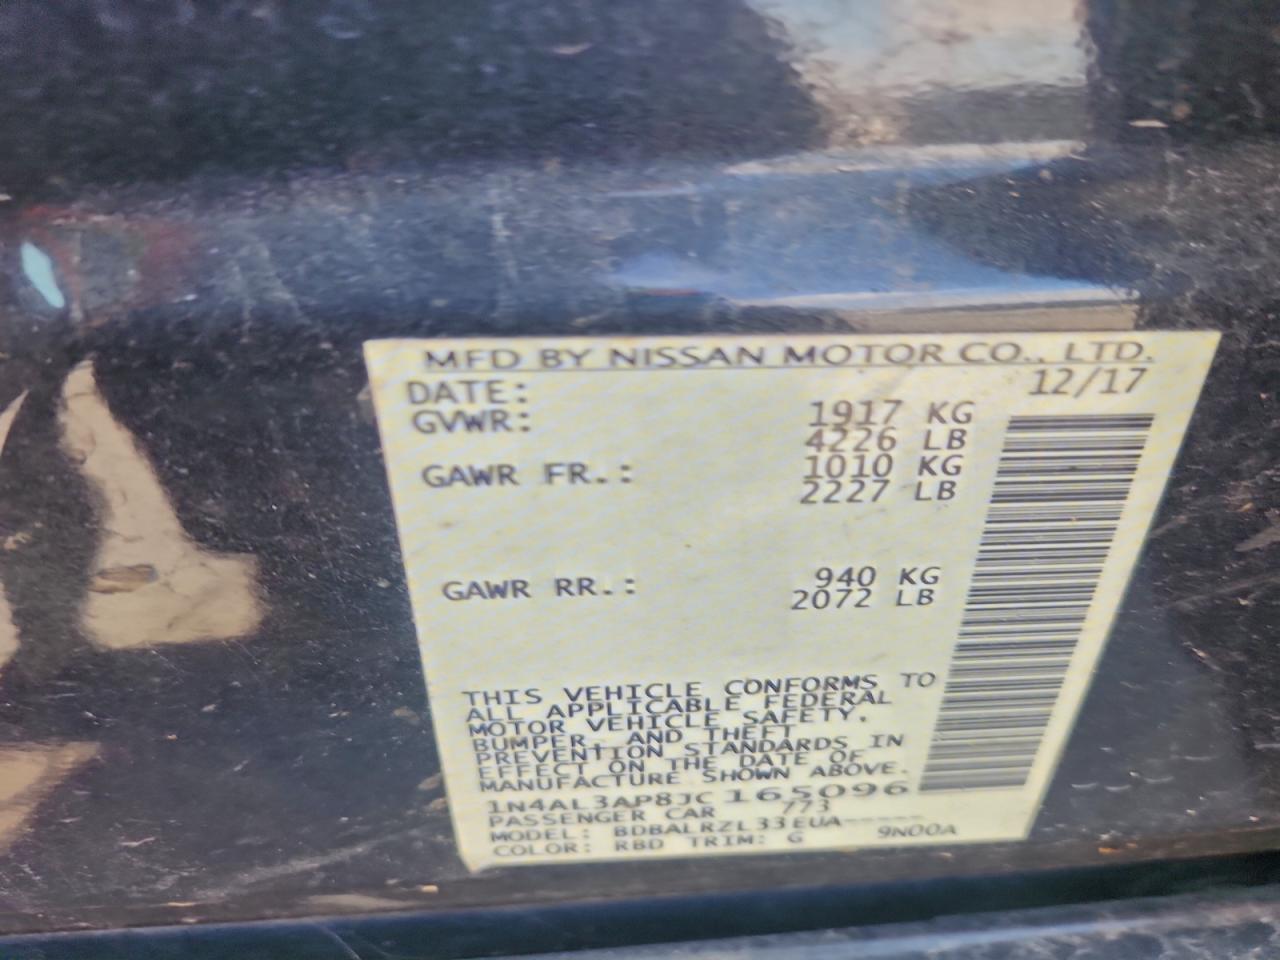 MFD BY NISSAN MOTOR CO., LTD.
DATE: 12/17
GVWR: 1917 KG
4226 LB
GAWR FR.: 1010 KG
2227 LB
GAWR RR.: 940 KG
2072 LB
THIS VEHICLE CONFORMS TO
ALL APPLICABLE FEDERAL
MOTOR VEHICLE SAFETY,
BUMPER, AND THEFT
PREVENTION STANDARDS IN
EFFECT ON THE DATE OF
MANUFACTURE SHOWN ABOVE.
1N4AL3AP8JC165096
PASSENGER CAR 773
MODEL: BDBALRZL33EUA-----
COLOR: RBD TRIM: G 9N00A